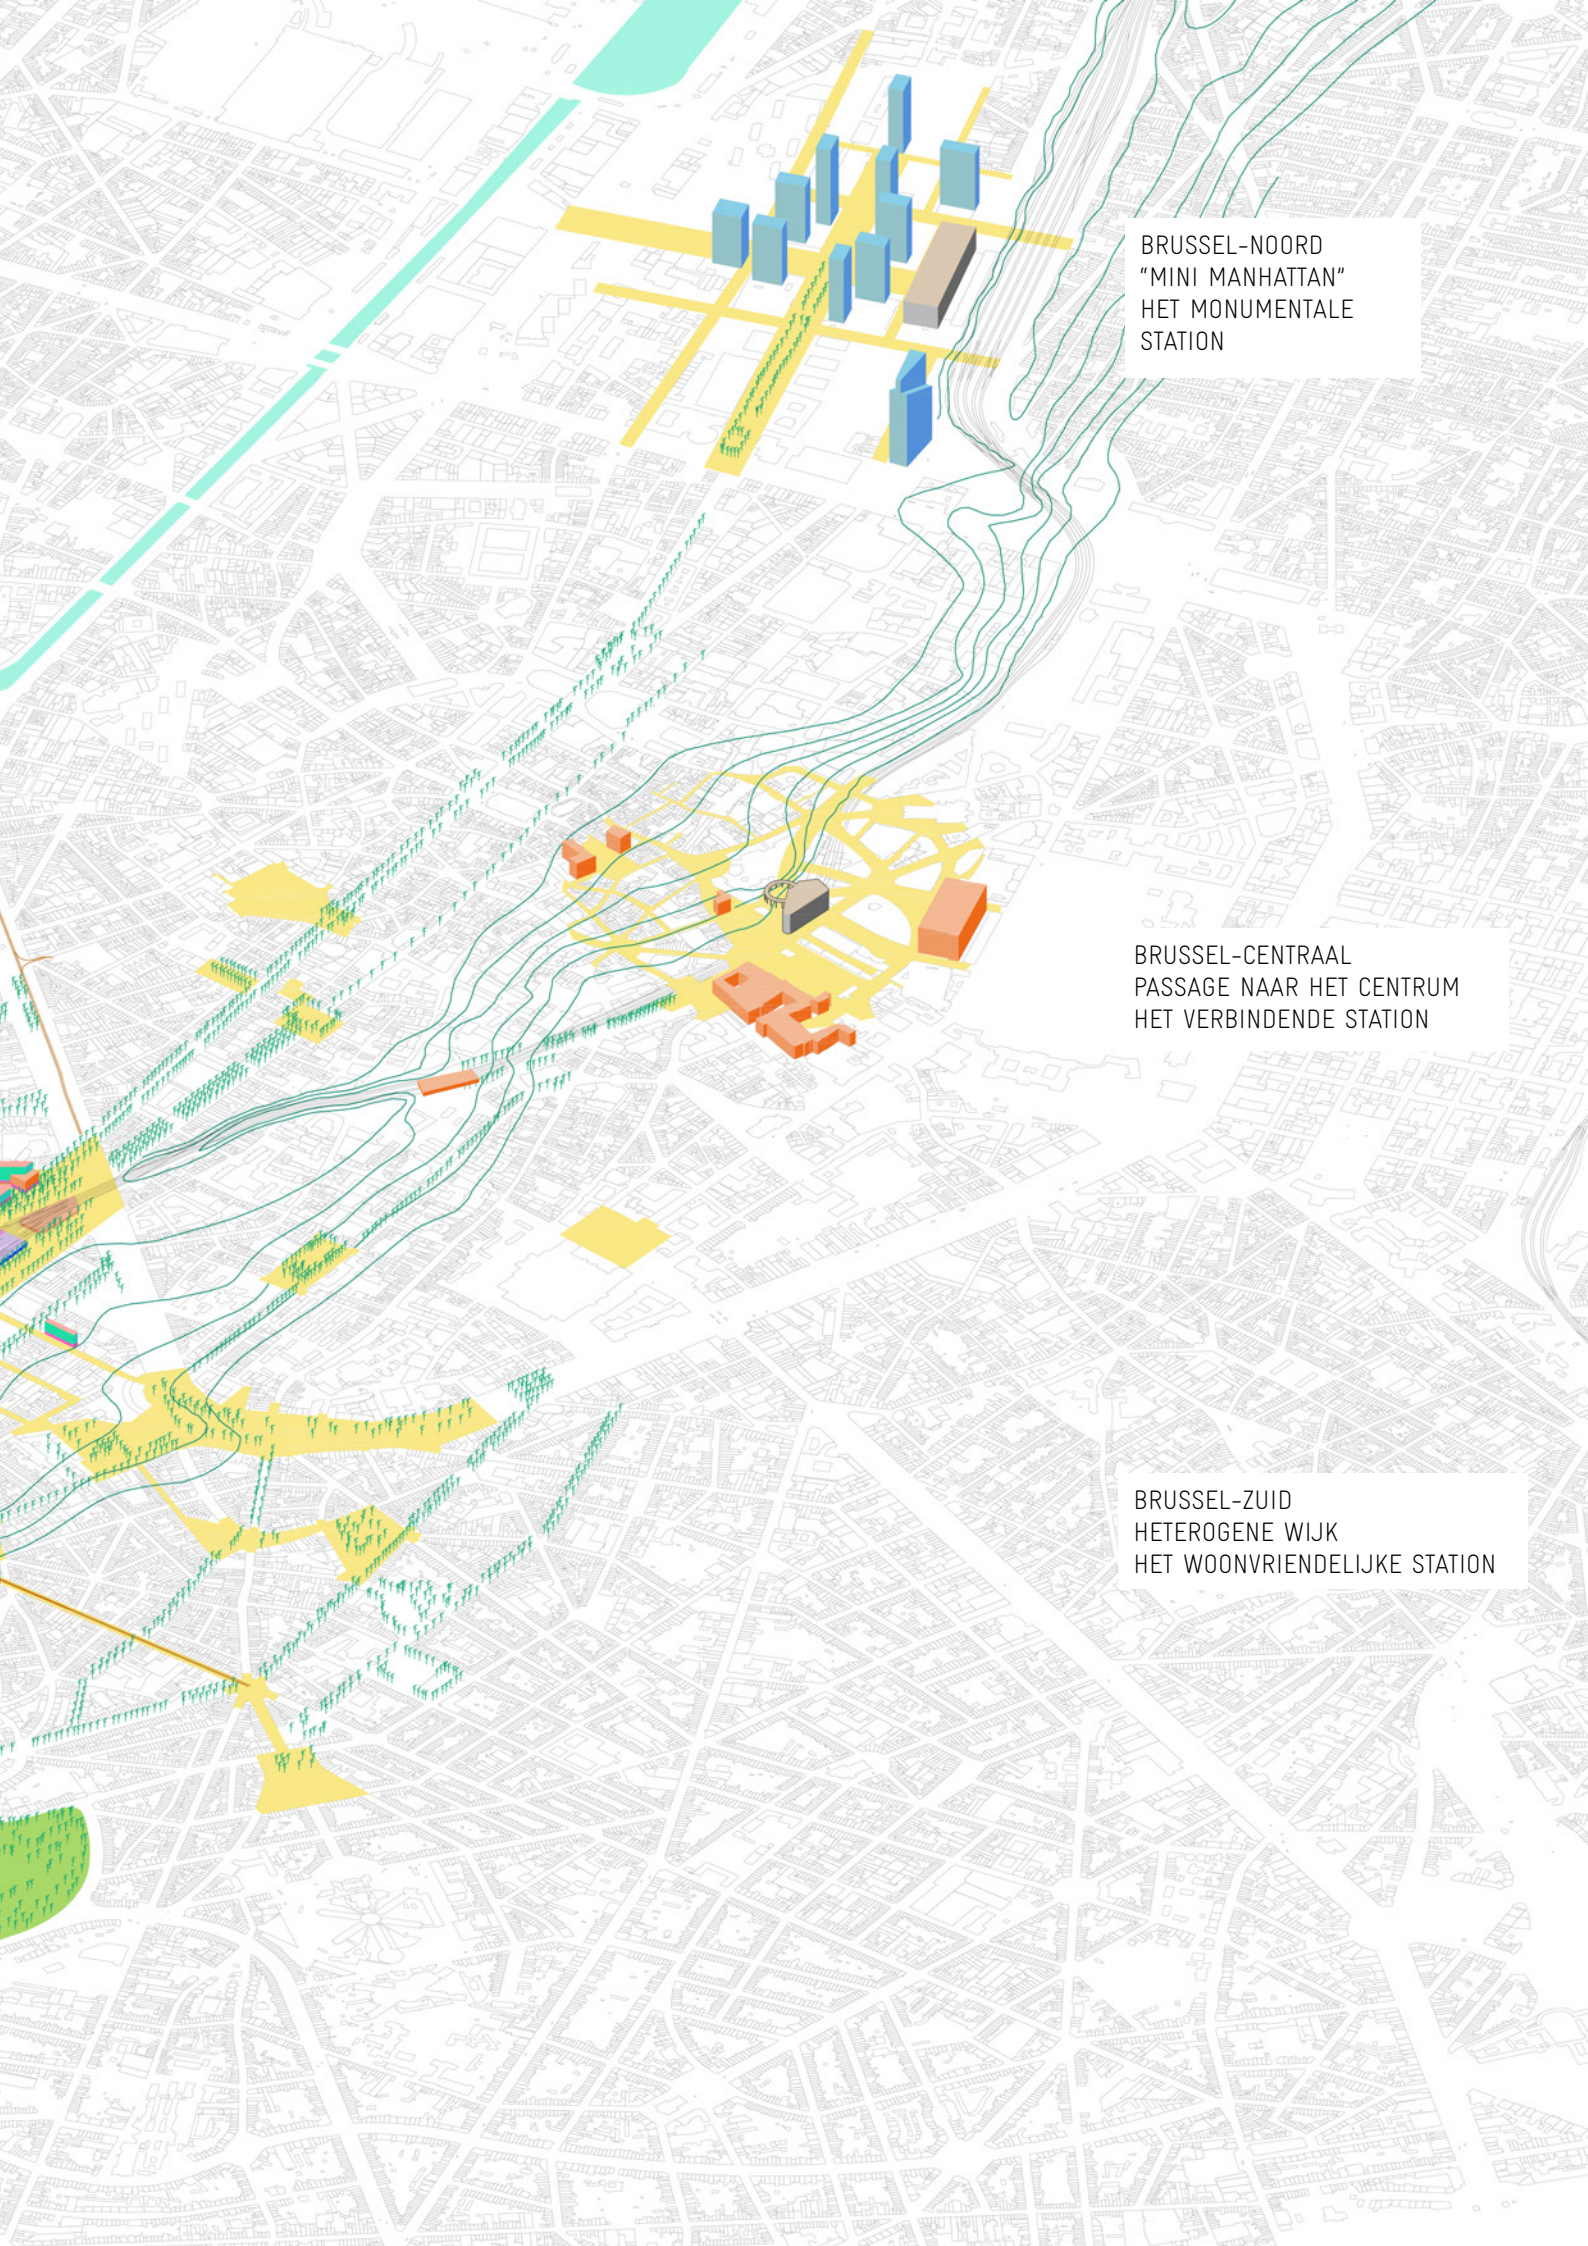 BRUSSEL-NOORD
“MINI MANHATTAN”
HET MONUMENTALE
STATION
BRUSSEL-CENTRAAL
PASSAGE NAAR HET CENTRUM
HET VERBINDENDE STATION
BRUSSEL-ZUID
HETEROGENE WIJK
HET WOONVRIENDELIJKE STATION